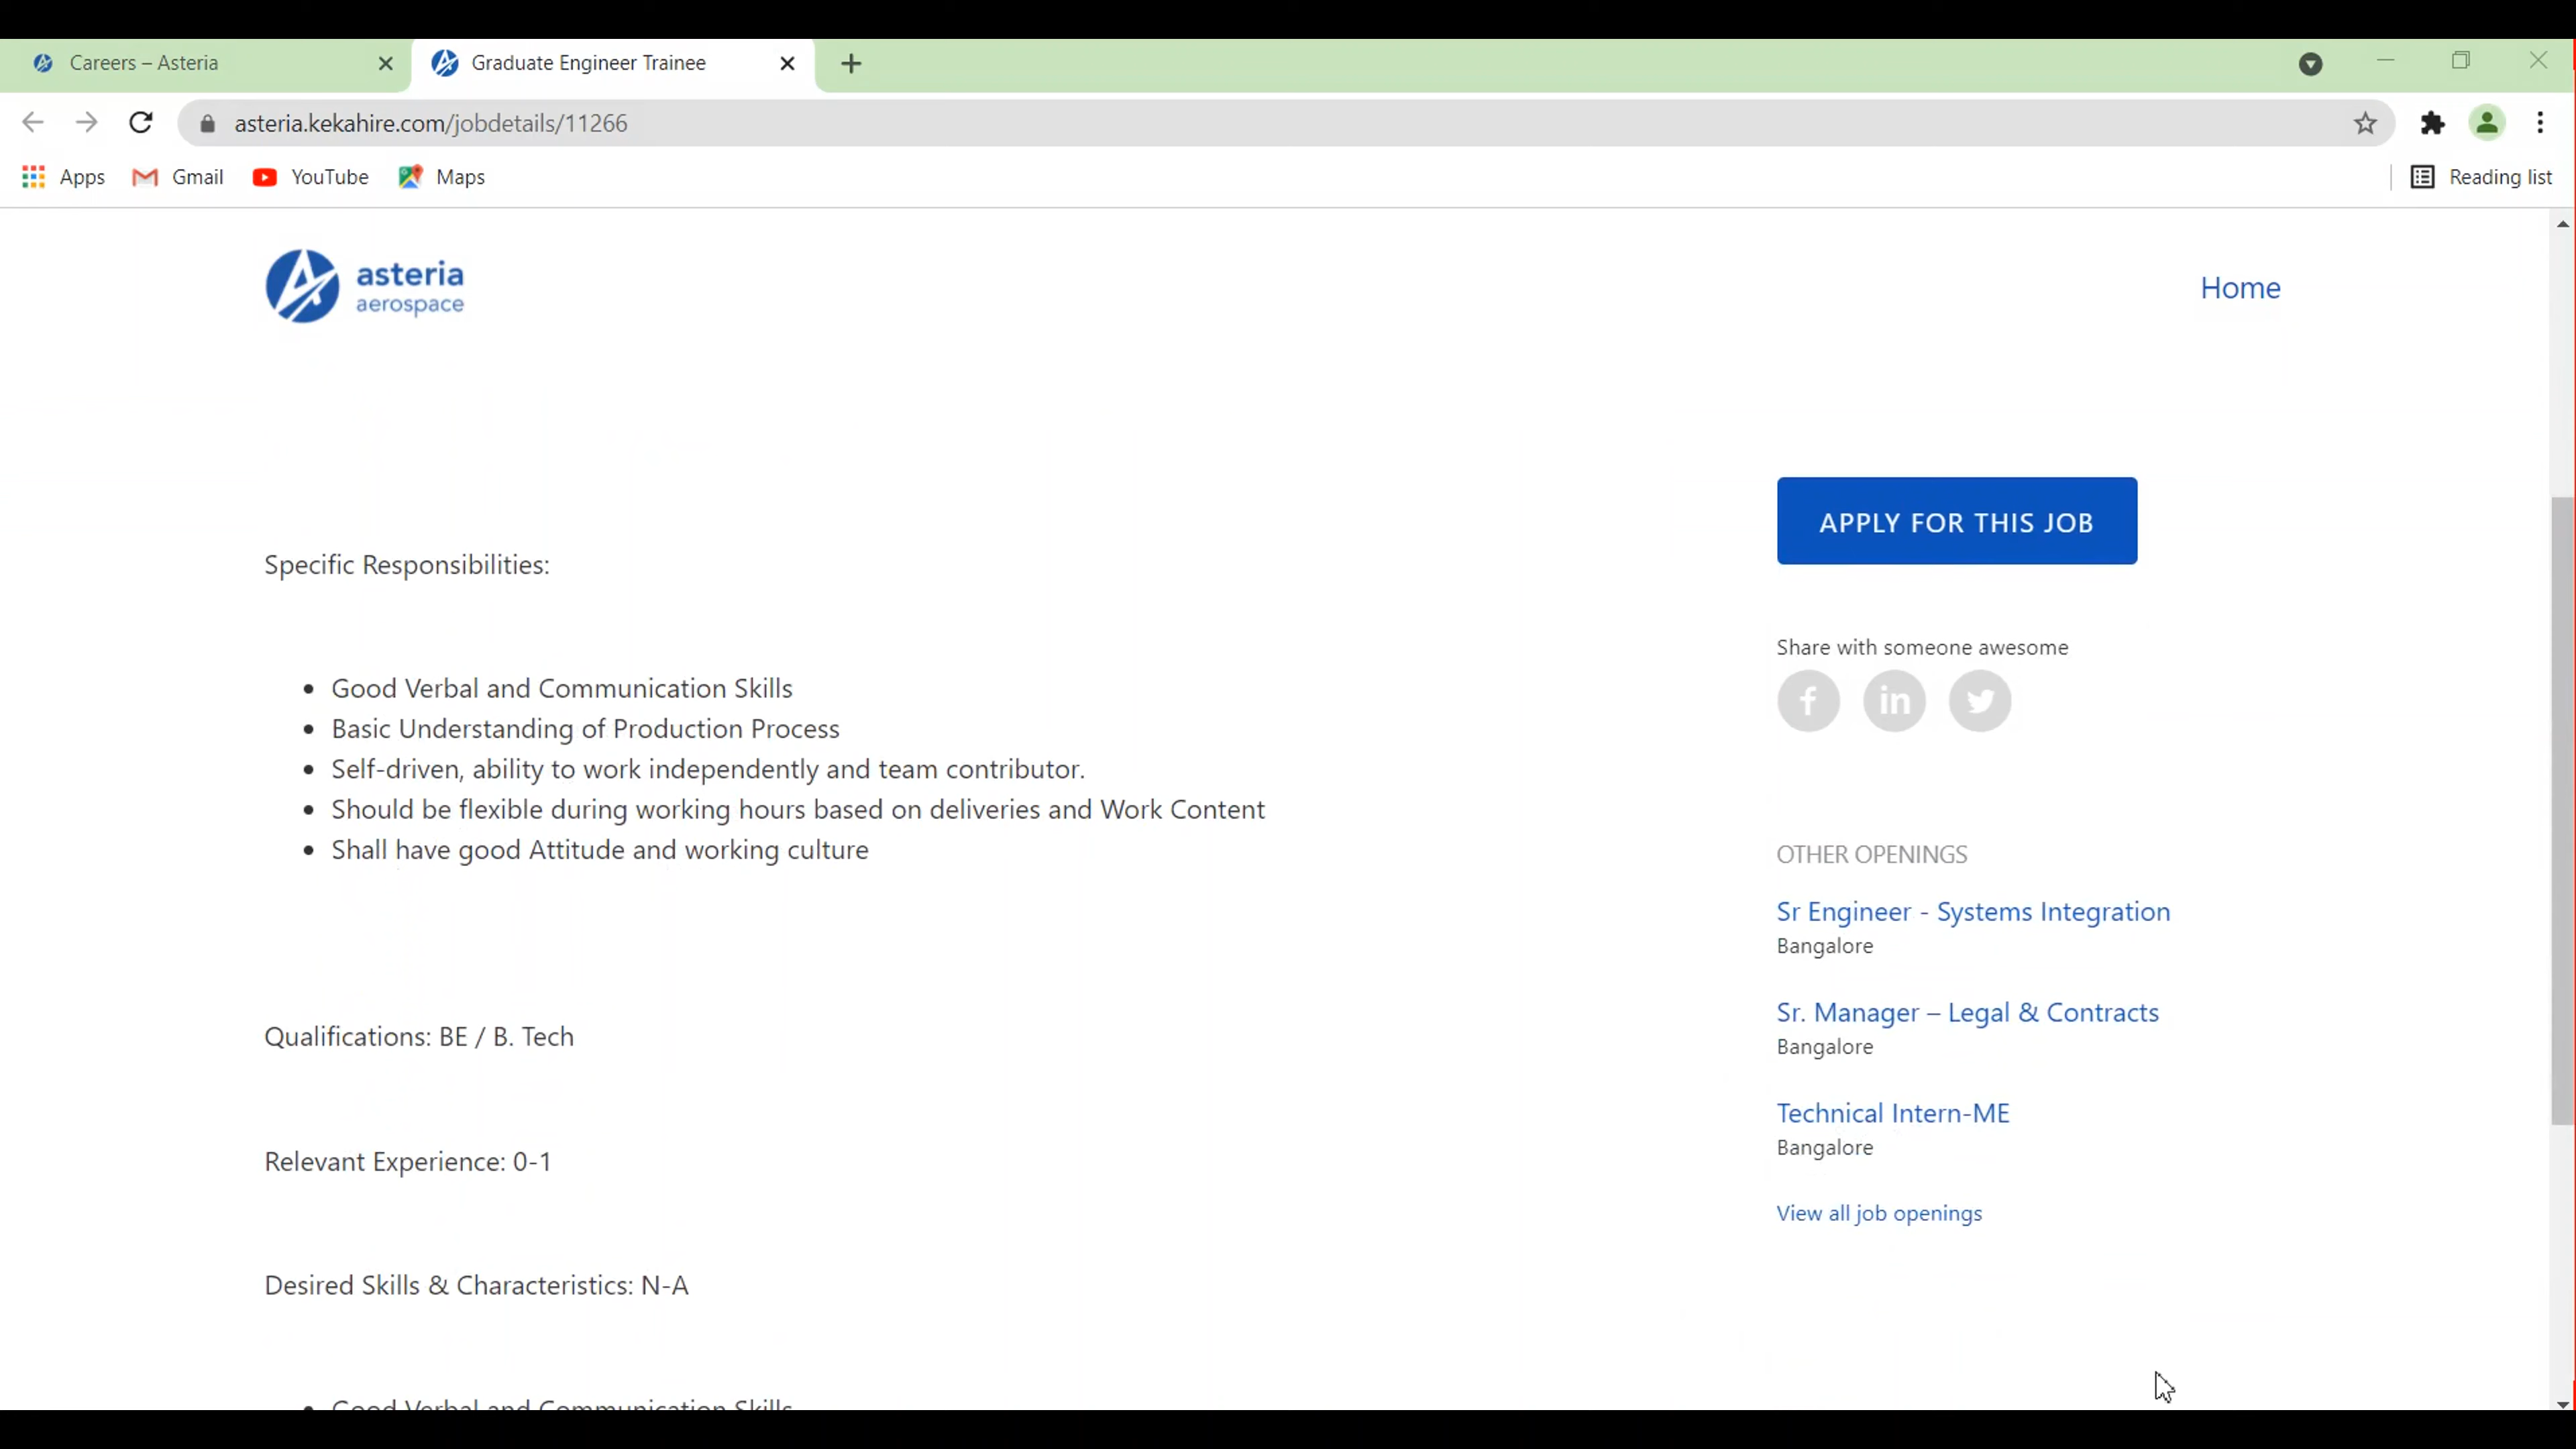 Careers – Asteria
Graduate Engineer Trainee
asteria.kekahire.com/jobdetails/11266
Apps
Gmail
YouTube
Maps
Reading list
asteria
aerospace
Home
APPLY FOR THIS JOB
Specific Responsibilities:
Share with someone awesome
• Good Verbal and Communication Skills
• Basic Understanding of Production Process
• Self-driven, ability to work independently and team contributor.
• Should be flexible during working hours based on deliveries and Work Content
• Shall have good Attitude and working culture
OTHER OPENINGS
Sr Engineer - Systems Integration
Bangalore
Sr. Manager – Legal & Contracts
Bangalore
Technical Intern-ME
Bangalore
View all job openings
Qualifications: BE / B. Tech
Relevant Experience: 0-1
Desired Skills & Characteristics: N-A
• Good Verbal and Communication Skills